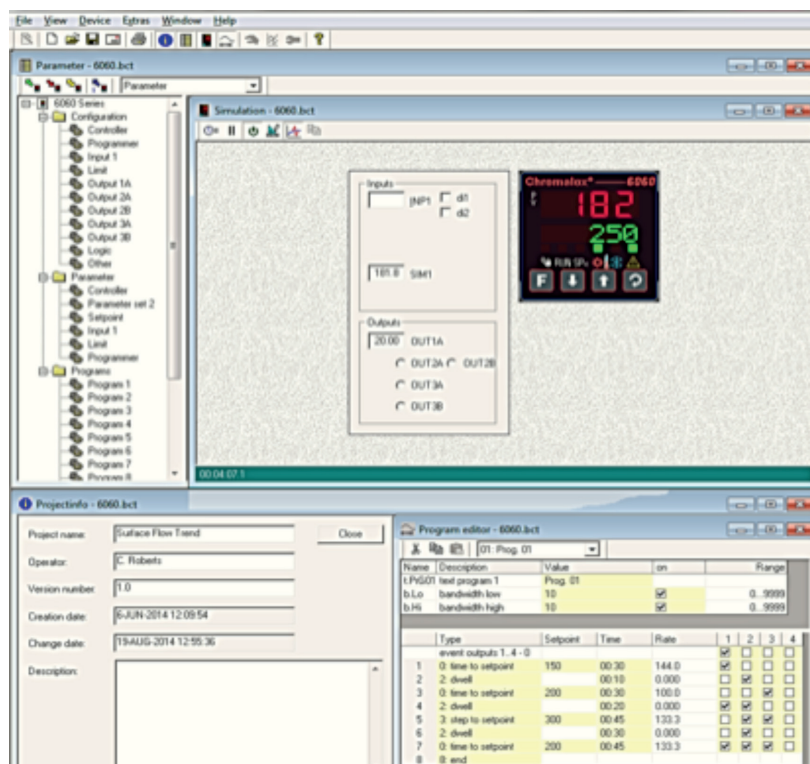 File View Device Extras Window Help
Parameter - 6060.bct
Parameter
6060 Series
Configuration
Controller
Programmer
Input 1
Limit
Output 1A
Output 2A
Output 2B
Output 3A
Output 3B
Logic
Other
Parameter
Controller
Parameter set 2
Setpoint
Input 1
Limit
Programmer
Programs
Program 1
Program 2
Program 3
Program 4
Program 5
Program 6
Program 7
Program 8
Simulation - 6060.bct
Inputs
INP1 di1
di2
181.8 SIM1
Outputs
20.00 OUT1A
OUT2A OUT2B
OUT3A
OUT3B
Chromalox® 6060
182
250
RUN SP
F
00:04:07.1
Projectinfo - 6060.bct
Project name: Surface Flow Trend Close
Operator: C. Roberts
Version number: 1.0
Creation date: 6-JUN-2014 12:09:54
Change date: 19-AUG-2014 12:55:36
Description:
Program editor - 6060.bct
01: Prog. 01
Name Description Value on Range
t.PrG01 text program 1 Prog. 01
b.Lo bandwidth low 10 0...9999
b.Hi bandwidth high 10 0...9999
Type Setpoint Time Rate 1 2 3 4
event outputs 1..4 - 0
1 0: time to setpoint 150 00:30 144.0
2 2: dwell 00:10 0.000
3 0: time to setpoint 200 00:30 100.0
4 2: dwell 00:20 0.000
5 3: step to setpoint 300 00:45 133.3
6 2: dwell 00:30 0.000
7 0: time to setpoint 200 00:45 133.3
8 8: end